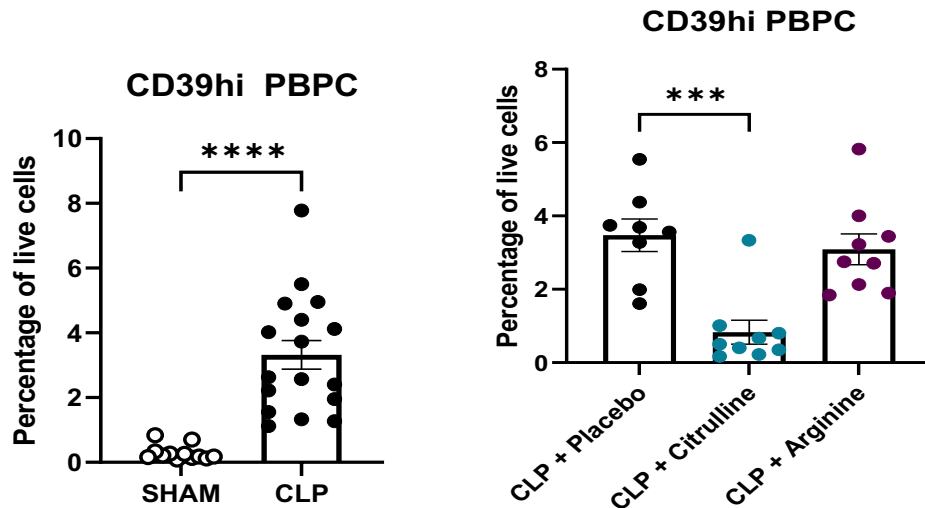 CD39hi PBPC
Percentage of live cells
10
8
6
4
2
0
****
SHAM
CLP
CD39hi PBPC
Percentage of live cells
8
6
4
2
0
***
CLP + Placebo
CLP + Citrulline
CLP + Arginine